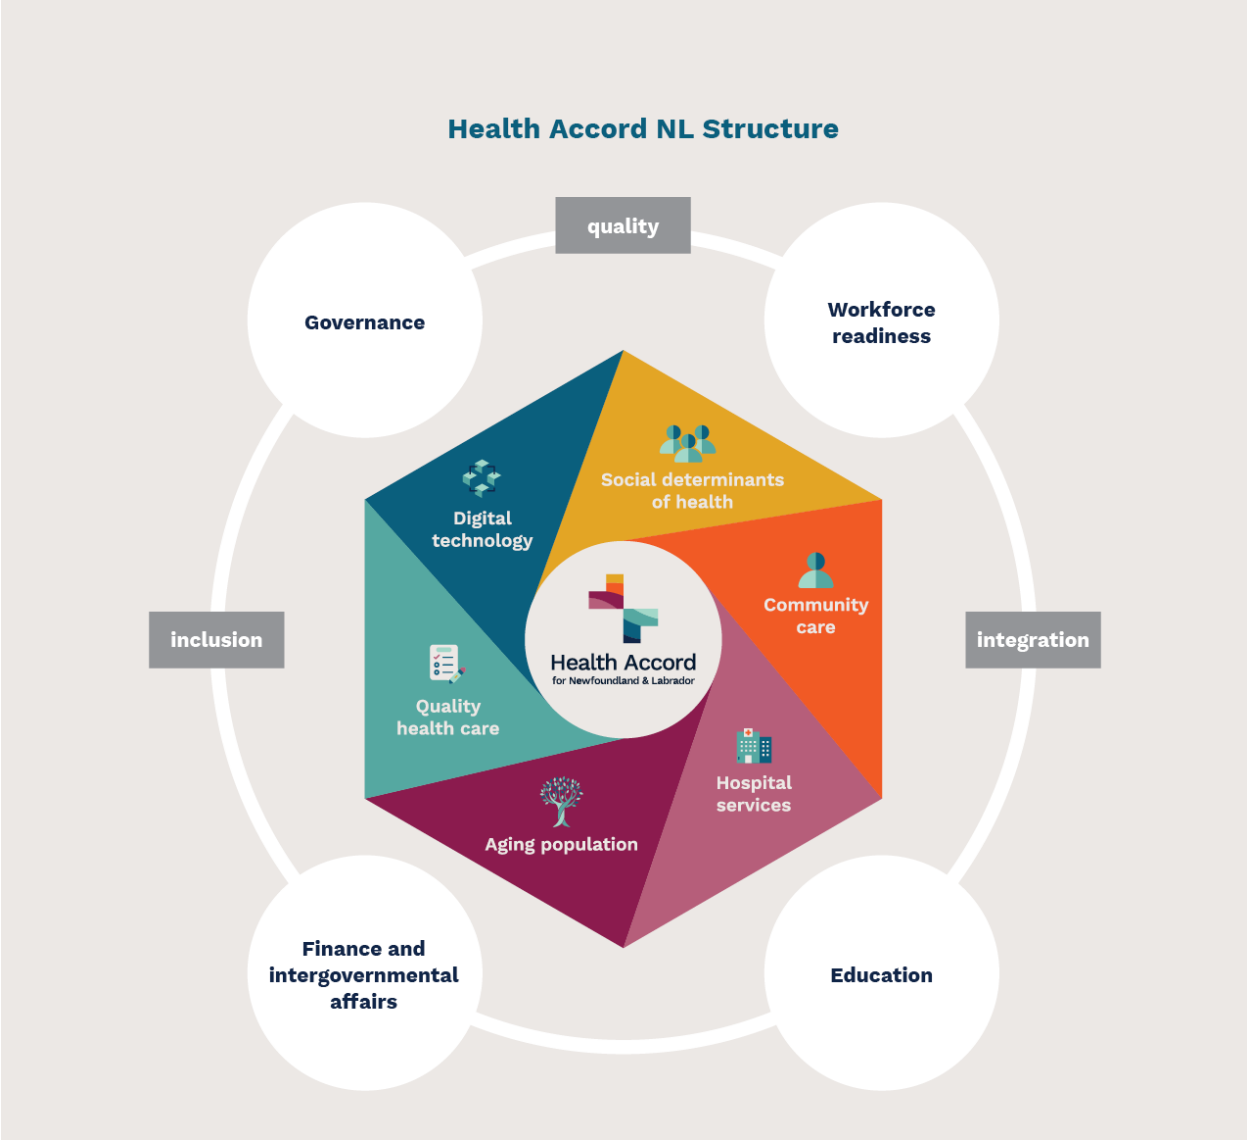 Health Accord NL Structure
quality
Governance
Workforce
readiness
Social determinants
of health
Digital
technology
Community
care
inclusion
integration
Health Accord
for Newfoundland & Labrador
Quality
health care
Hospital
services
Aging population
Finance and
intergovernmental
affairs
Education